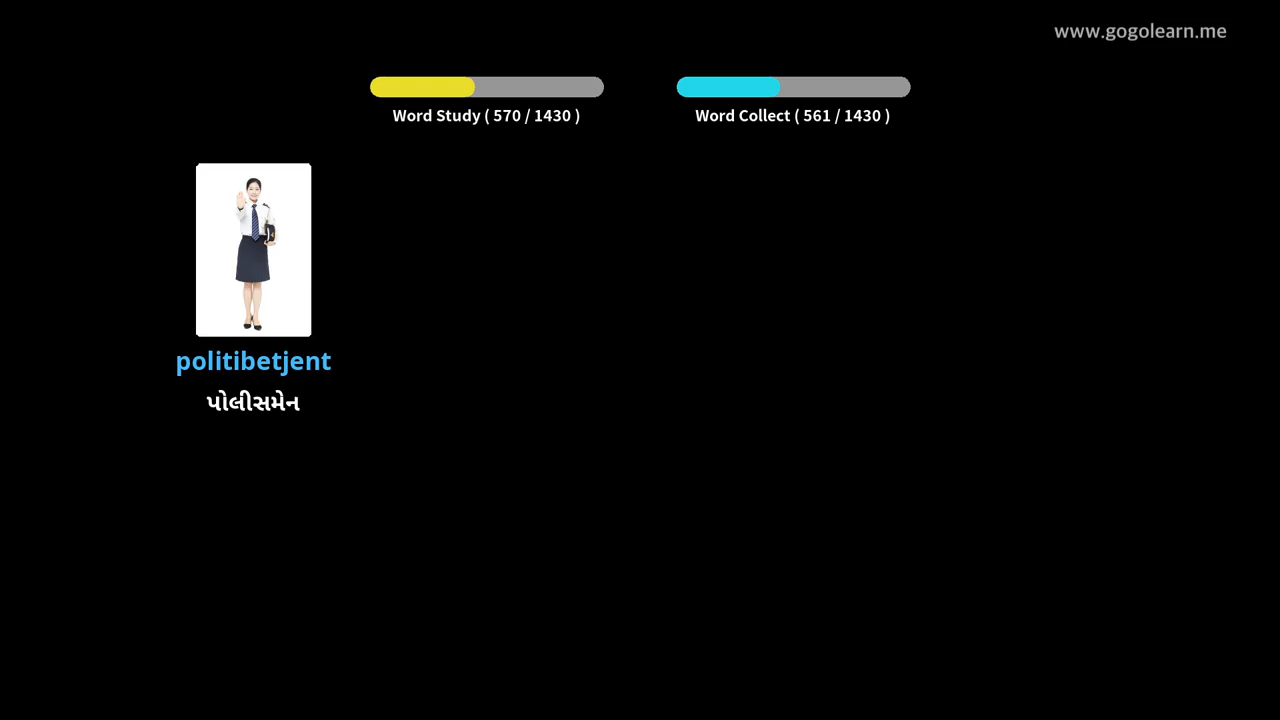 www.gogolearn.me
Word Study ( 570 / 1430 )
Word Collect ( 561 / 1430 )
politibetjent
પોલીસમેન